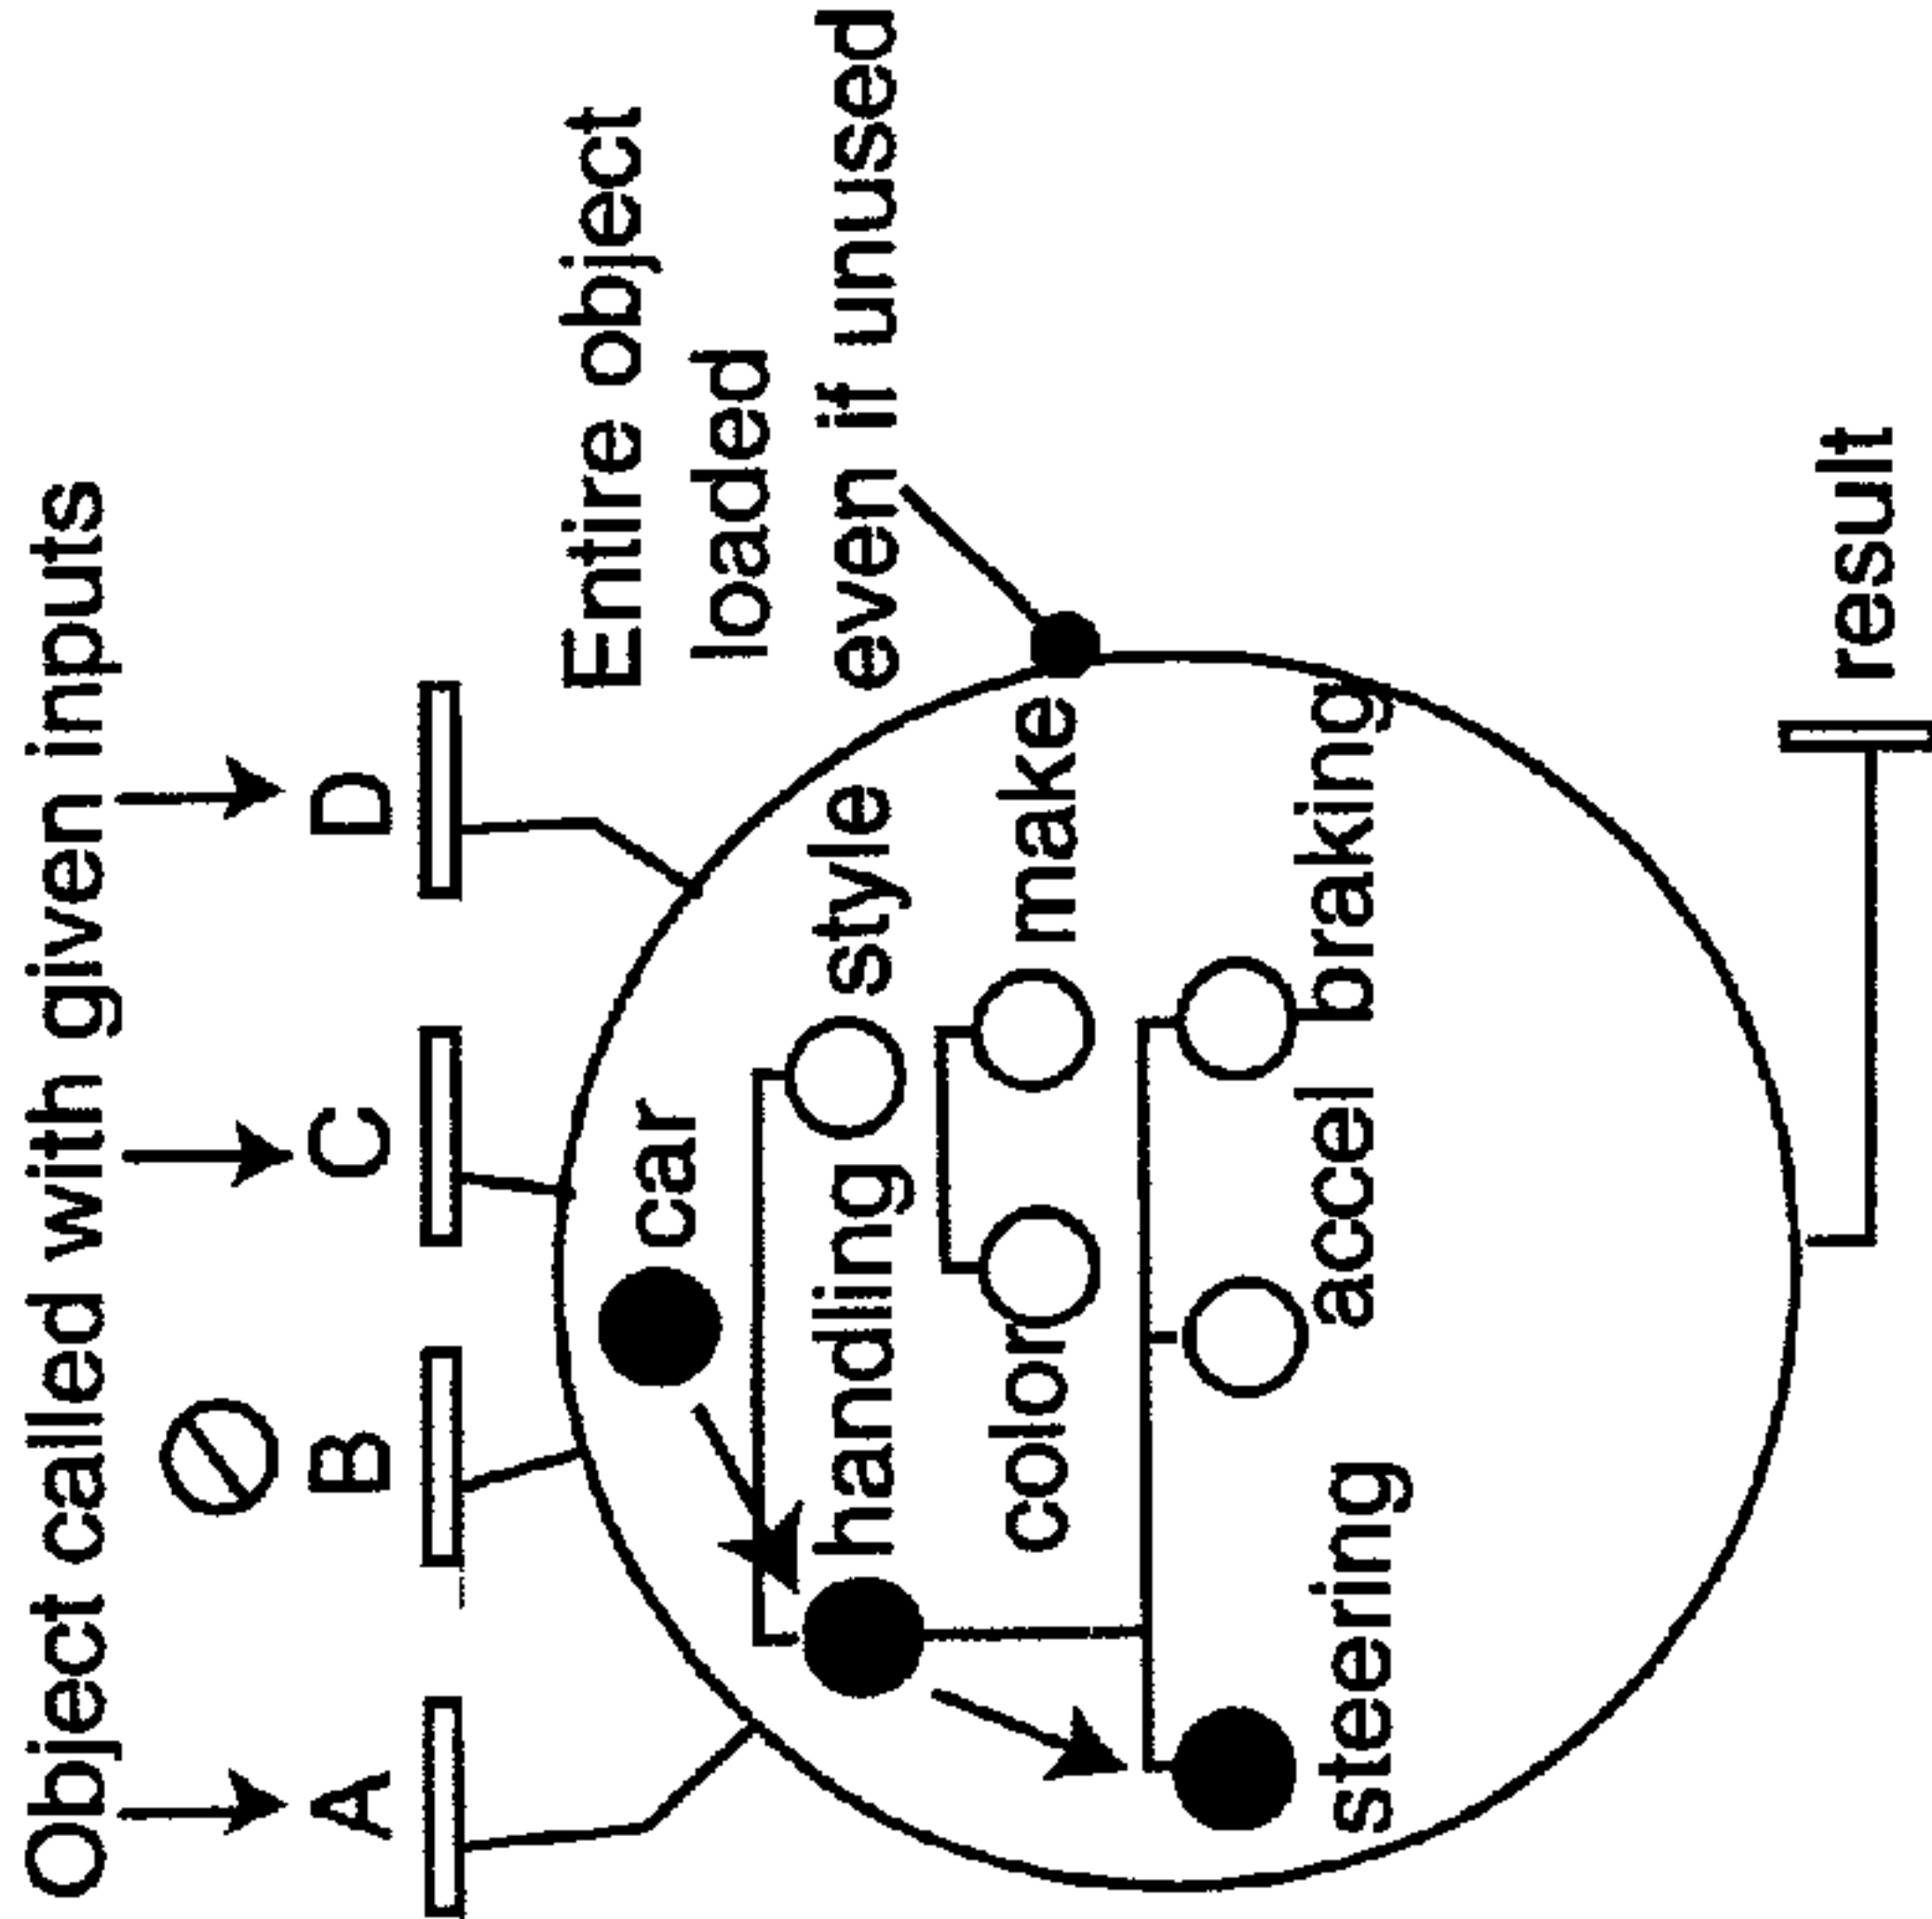 Object called with given inputs
A B C D
Entire object
loaded
even if unused
car
handling style
color make
steering accel braking
result